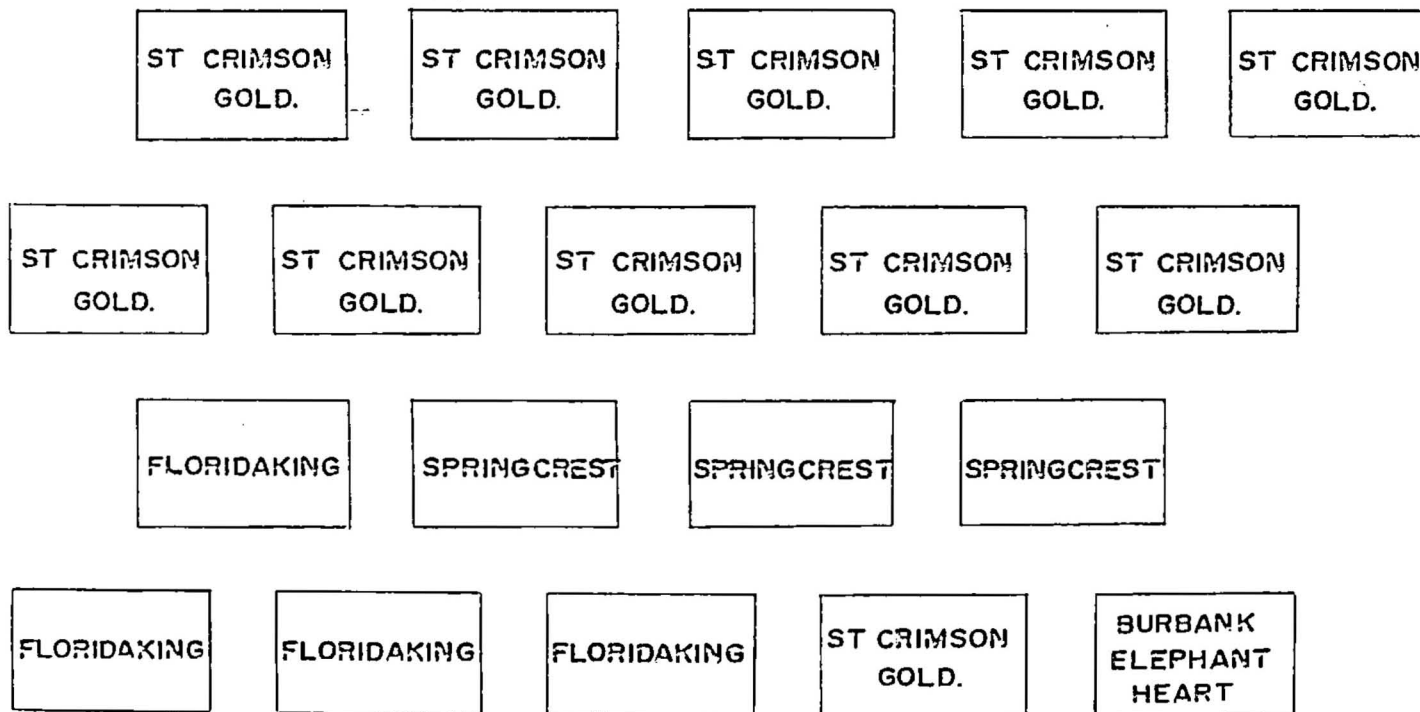 ST CRIMSON ST CRIMSON ST CRIMSON ST CRIMSON ST CRIMSON
GOLD. GOLD. GOLD. GOLD. GOLD.
ST CRIMSON ST CRIMSON ST CRIMSON ST CRIMSON ST CRIMSON
GOLD. GOLD. GOLD. GOLD. GOLD.
FLORIDAKING SPRINGCREST SPRINGCREST SPRINGCREST
FLORIDAKING FLORIDAKING FLORIDAKING ST CRIMSON BURBANK
GOLD. ELEPHANT
HEART